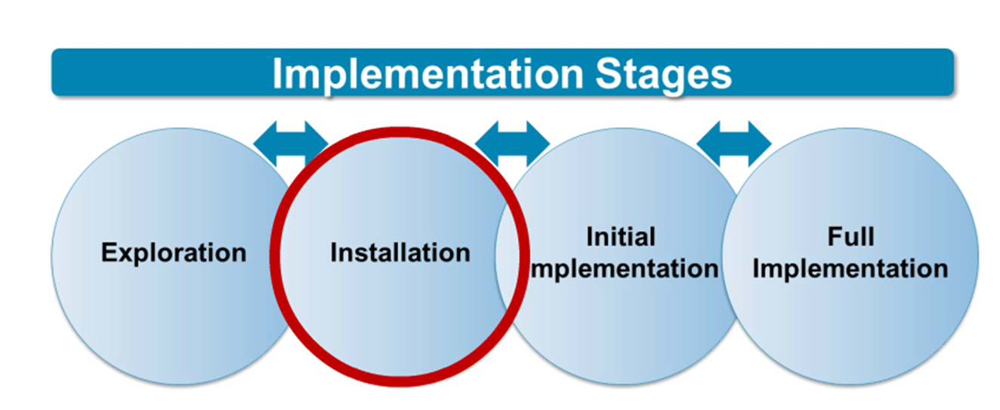 Implementation Stages
Exploration
Installation
Initial
mplementation
Full
Implementation